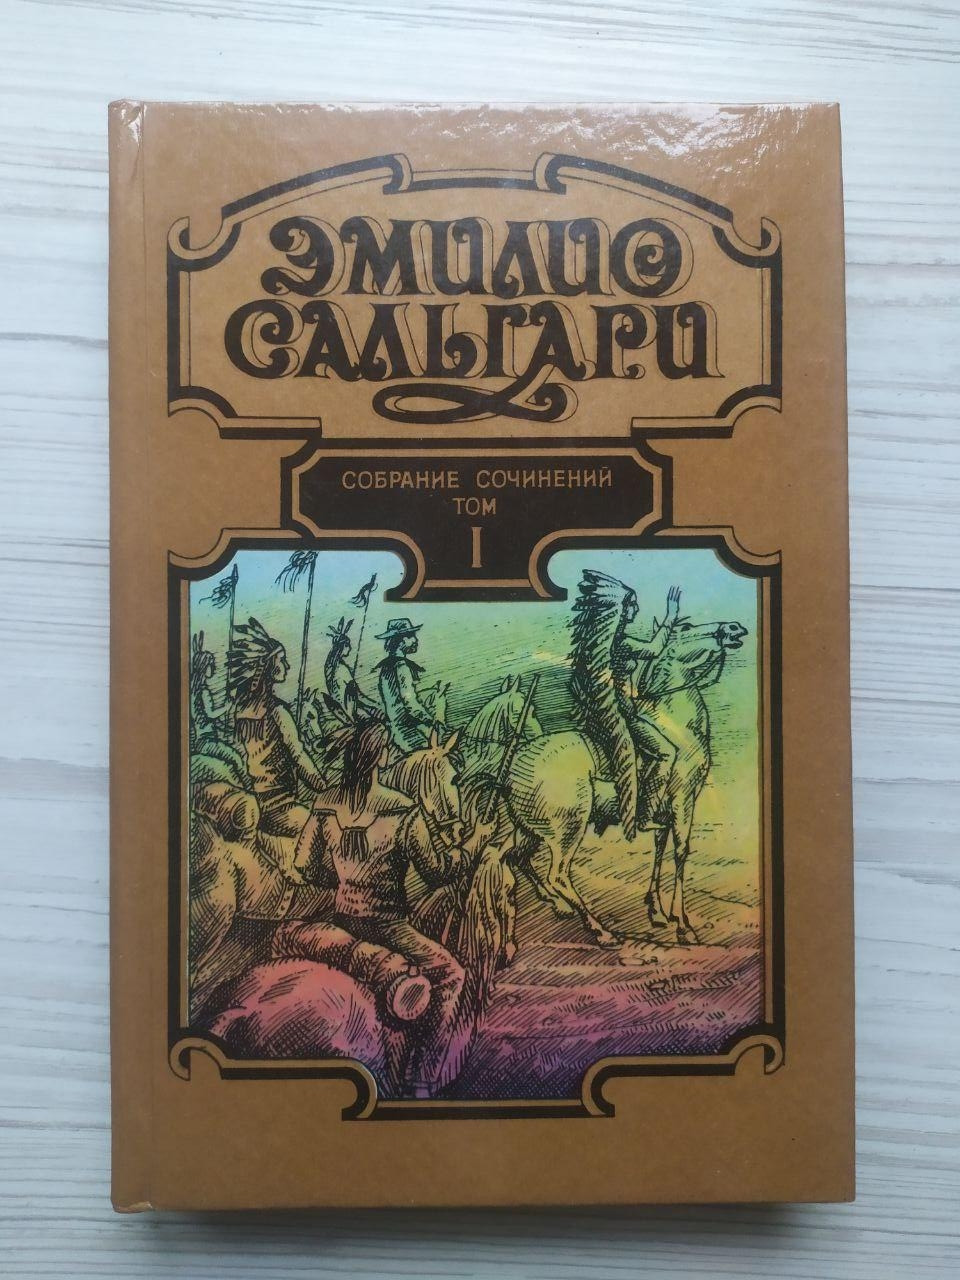 ЭМИЛИО
САЛЬГАРИ
СОБРАНИЕ СОЧИНЕНИЙ
ТОМ
I